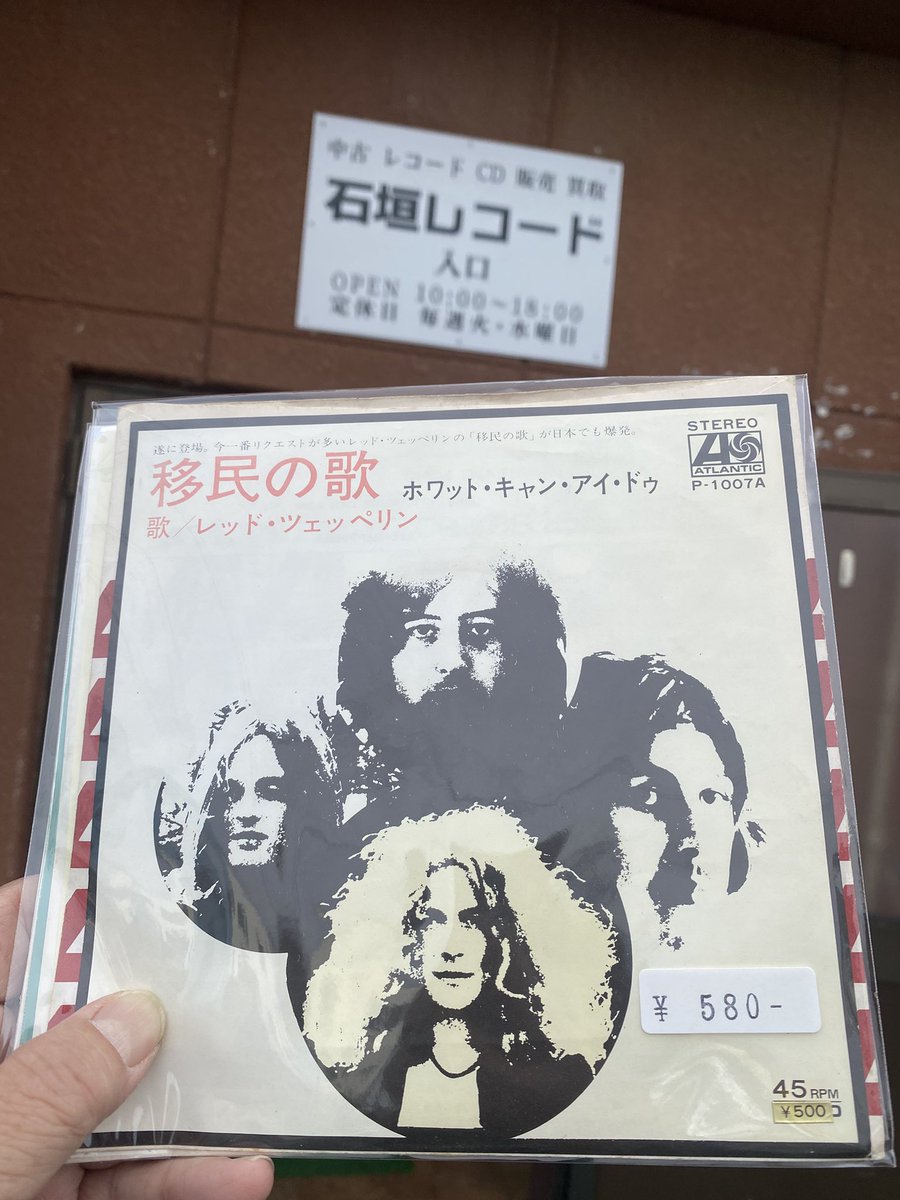 中古 レコード CD 販売 買取
石垣レコード
入口
OPEN 10:00~18:00
定休日 毎週火・水曜日
遂に登場。今一番リクエストが多いレッド・ツェッペリンの「移民の歌」が日本でも爆発。
移民の歌 ホワット・キャン・アイ・ドゥ
歌/レッド・ツェッペリン
STEREO
ATLANTIC
P-1007A
¥ 580-
45 RPM
¥500